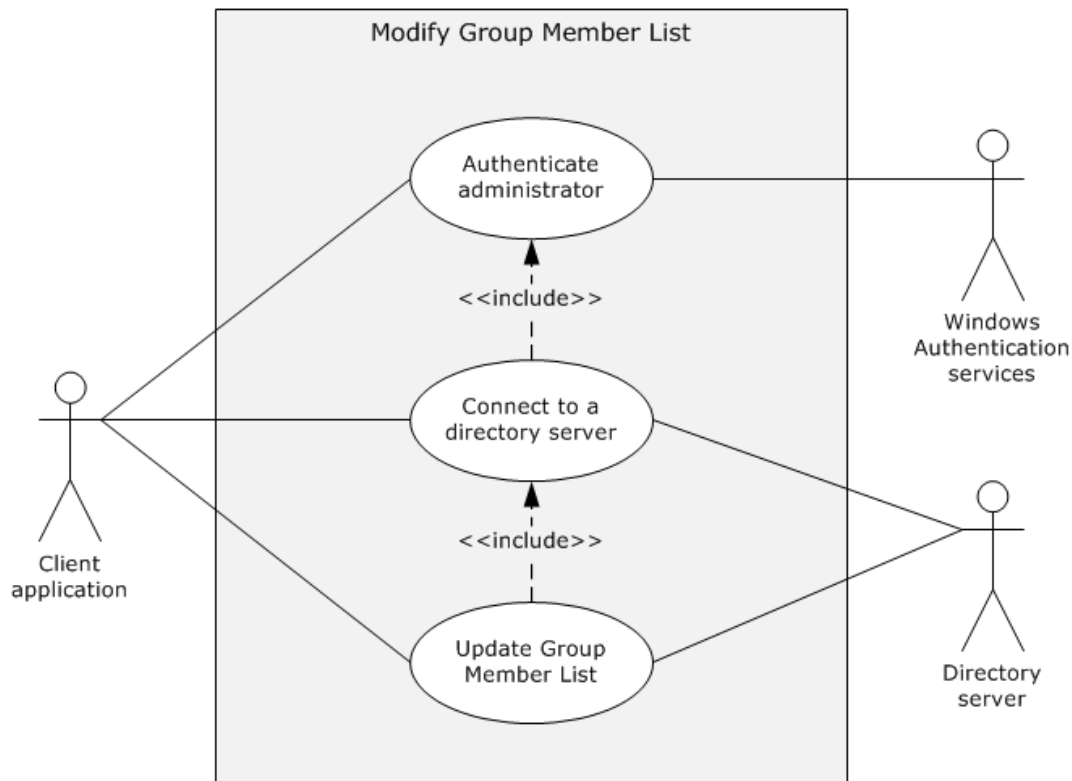 Modify Group Member List
Authenticate
administrator
<<include>>
Windows
Authentication
services
Connect to a
directory server
Client
application
<<include>>
Update Group
Member List
Directory
server